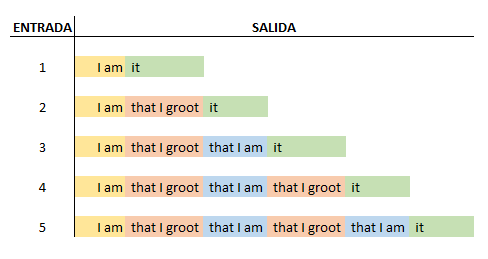 ENTRADA SALIDA
1 I am it
2 I am that I groot it
3 I am that I groot that I am it
4 I am that I groot that I am that I groot it
5 I am that I groot that I am that I groot that I am it